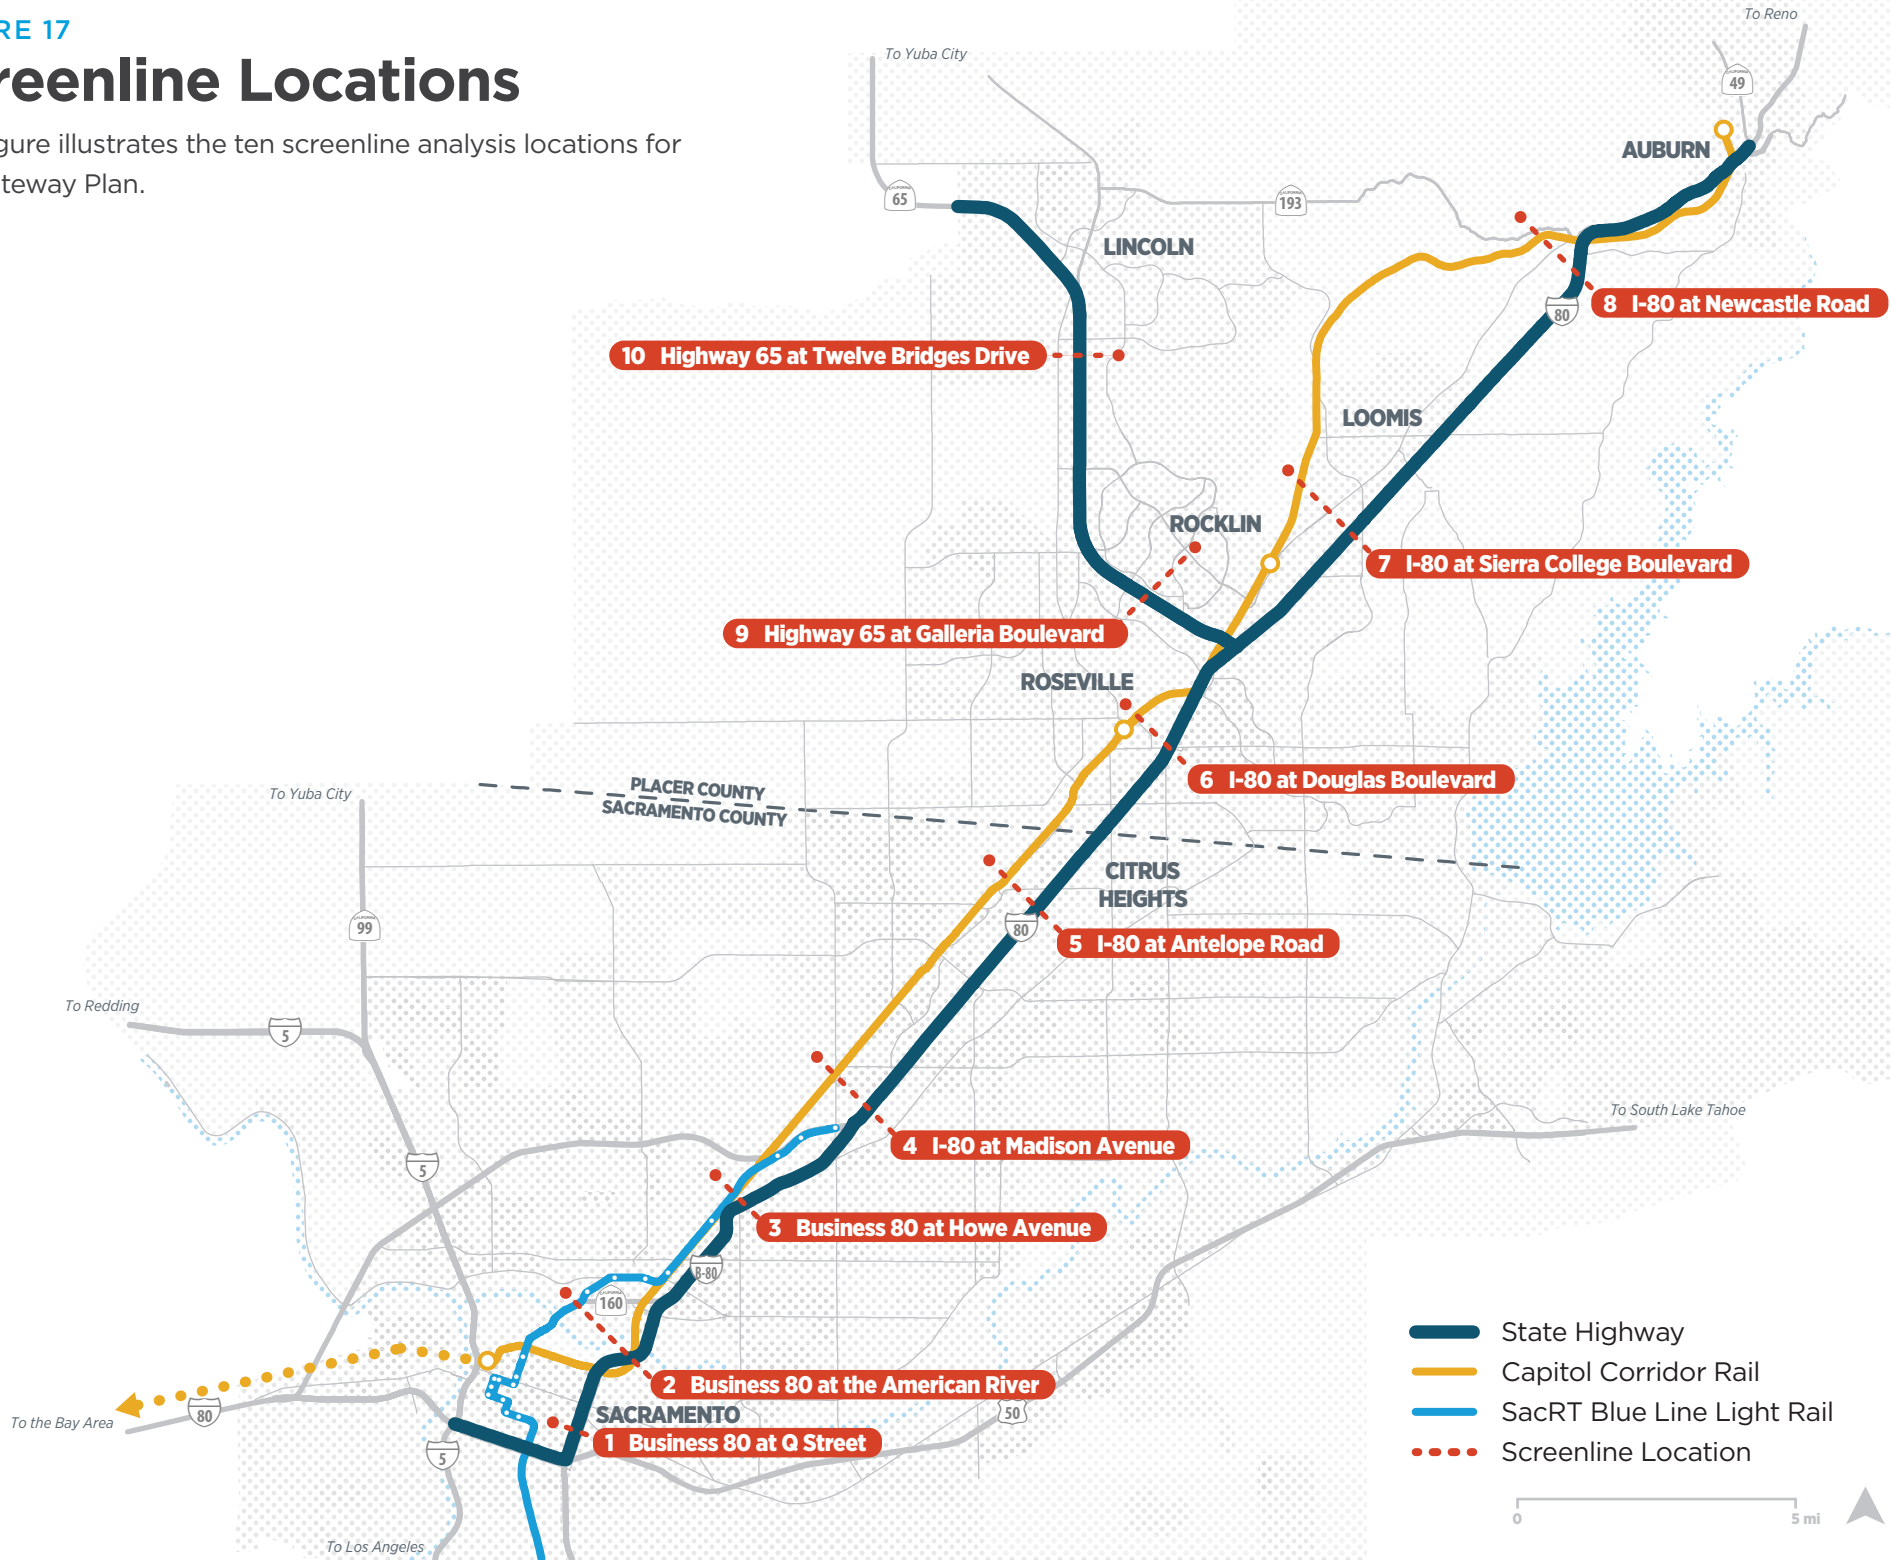 RE 17
reenline Locations
gure illustrates the ten screenline analysis locations for
teway Plan.
To Reno
To Yuba City
49
AUBURN
65
193
LINCOLN
8 I-80 at Newcastle Road
80
10 Highway 65 at Twelve Bridges Drive
LOOMIS
ROCKLIN
7 I-80 at Sierra College Boulevard
9 Highway 65 at Galleria Boulevard
ROSEVILLE
6 I-80 at Douglas Boulevard
PLACER COUNTY
SACRAMENTO COUNTY
To Yuba City
CITRUS
HEIGHTS
99
80
5 I-80 at Antelope Road
To Redding
5
To South Lake Tahoe
4 I-80 at Madison Avenue
5
3 Business 80 at Howe Avenue
B-80
CALIFORNIA
160
State Highway
Capitol Corridor Rail
2 Business 80 at the American River
SacRT Blue Line Light Rail
80
50
To the Bay Area
SACRAMENTO
1 Business 80 at Q Street
Screenline Location
5
0
5 mi
To Los Angeles